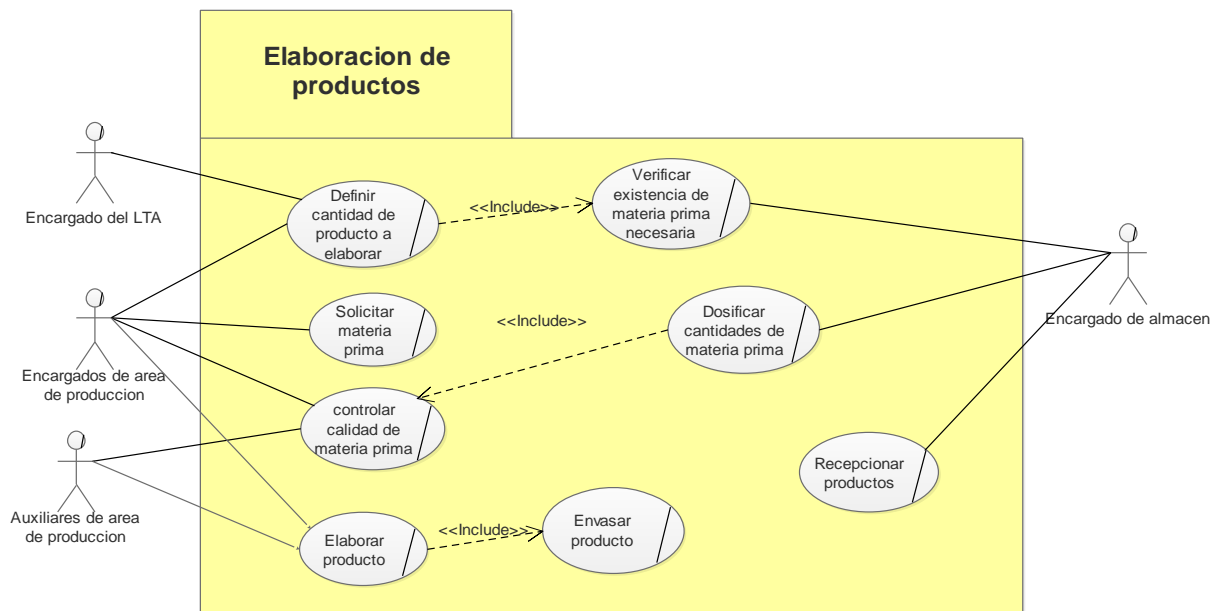 Elaboracion de
productos
Encargado del LTA
Definir
cantidad de
producto a
elaborar
<<Include>>
Verificar
existencia de
materia prima
necesaria
Encargado de almacen
Encargados de area
de produccion
Solicitar
materia
prima
<<Include>>
Dosificar
cantidades de
materia prima
controlar
calidad de
materia prima
Auxiliares de area
de produccion
Recepcionar
productos
Elaborar
producto
<<Include>>
Envasar
producto